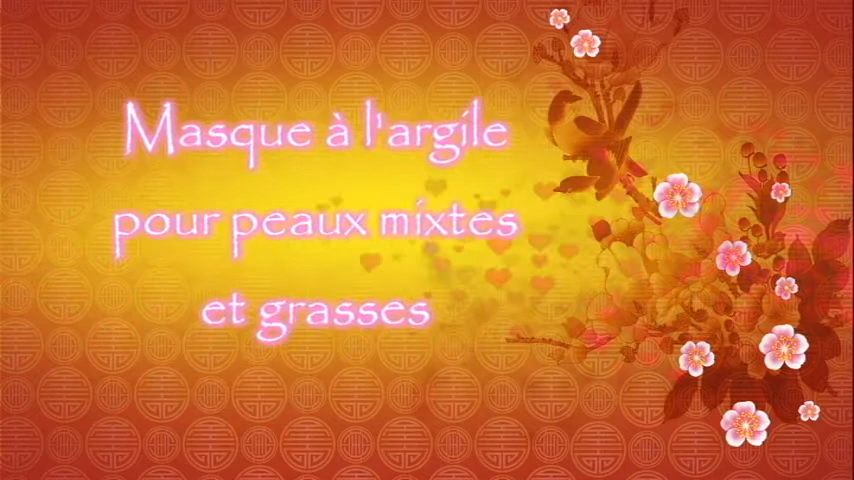 Masque à l'argile
pour peaux mixtes
et grasses